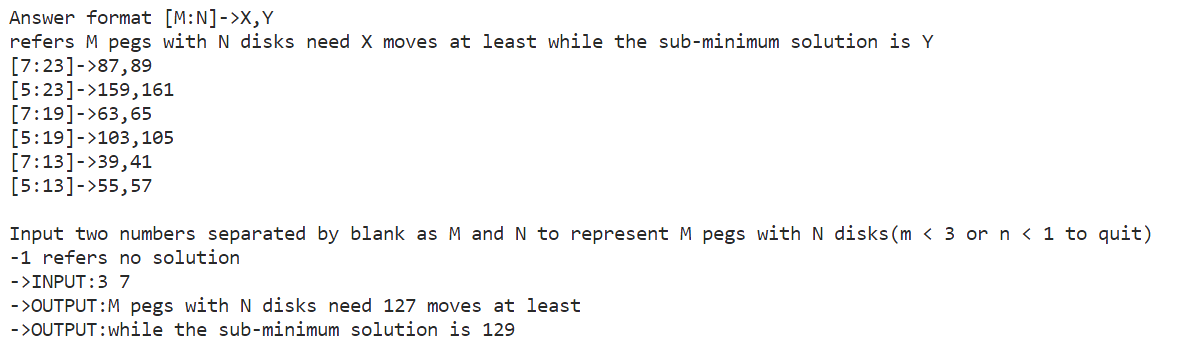 Answer format [M:N]->X,Y
refers M pegs with N disks need X moves at least while the sub-minimum solution is Y
[7:23]->87,89
[5:23]->159,161
[7:19]->63,65
[5:19]->103,105
[7:13]->39,41
[5:13]->55,57
Input two numbers separated by blank as M and N to represent M pegs with N disks(m < 3 or n < 1 to quit)
-1 refers no solution
->INPUT:3 7
->OUTPUT:M pegs with N disks need 127 moves at least
->OUTPUT:while the sub-minimum solution is 129